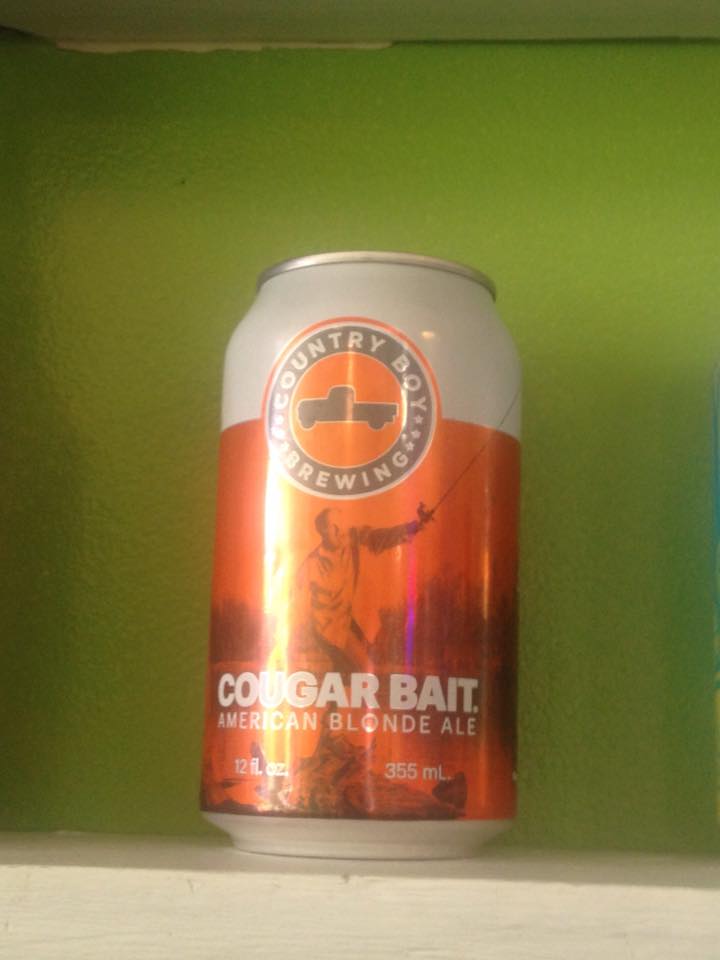 COUNTRY BOY
BREWING
COUGAR BAIT.
AMERICAN BLONDE ALE
12 fl. oz. 355 mL.